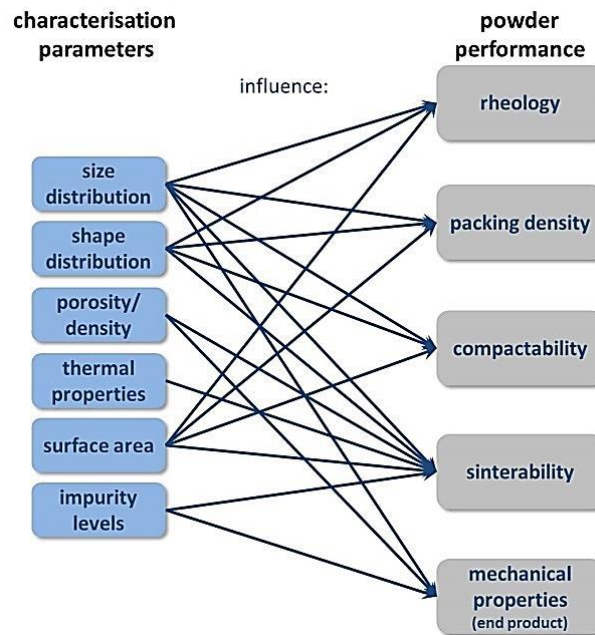 characterisation
parameters
powder
performance
influence:
size
distribution
shape
distribution
porosity/
density
thermal
properties
surface area
impurity
levels
rheology
packing density
compactability
sinterability
mechanical
properties
(end product)